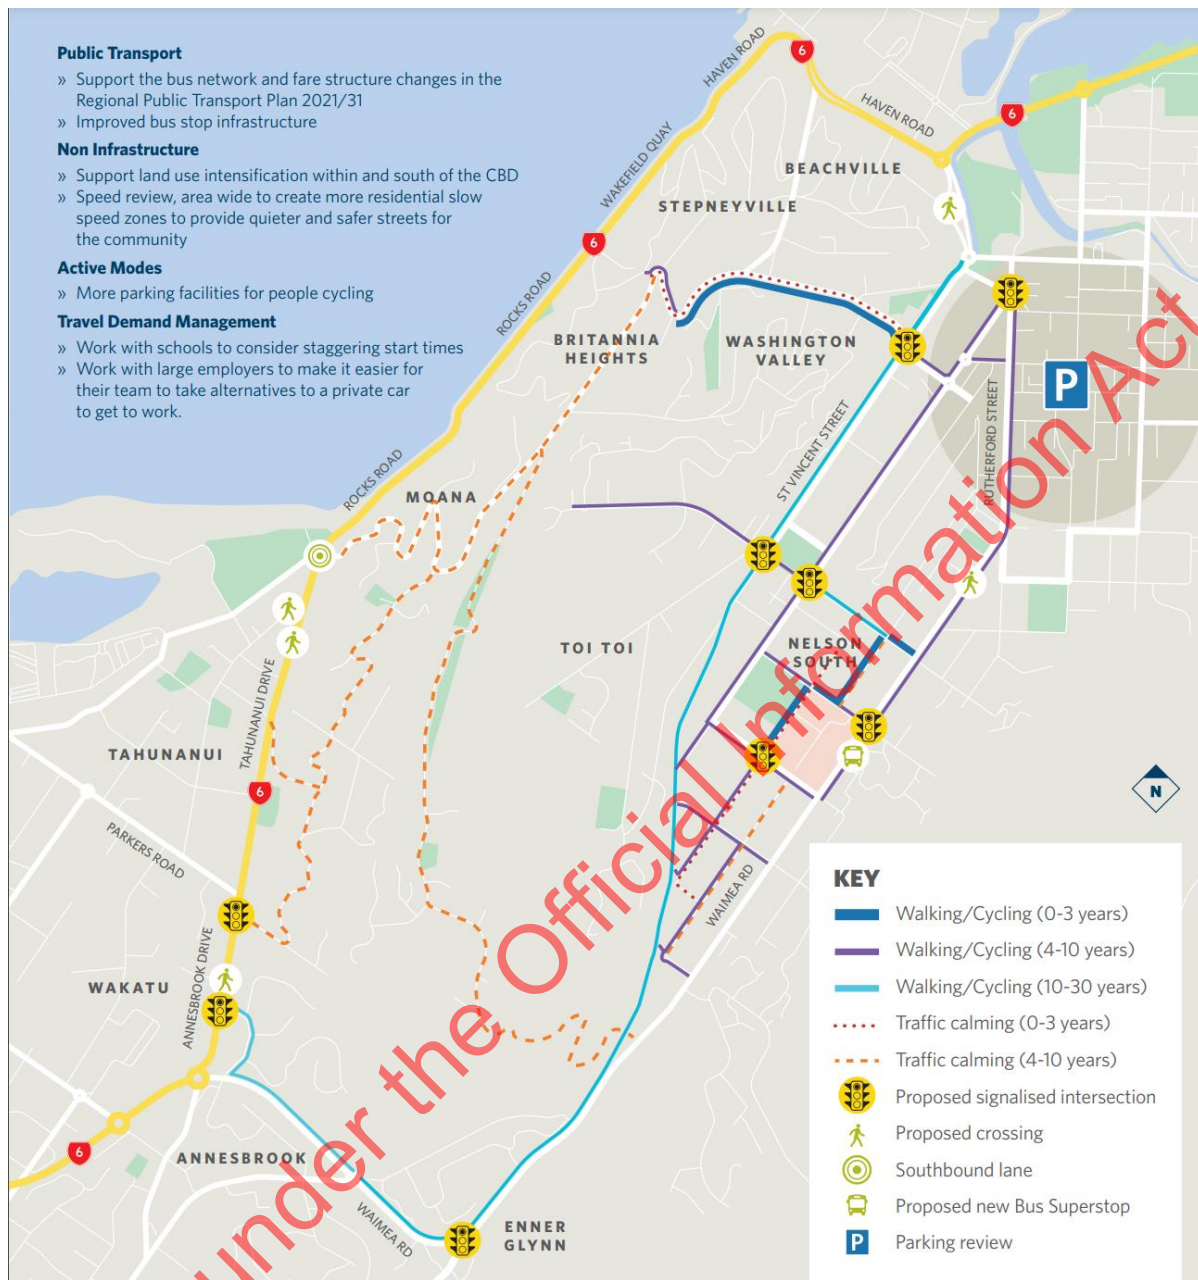 Public Transport
» Support the bus network and fare structure changes in the
Regional Public Transport Plan 2021/31
» Improved bus stop infrastructure
Non Infrastructure
» Support land use intensification within and south of the CBD
» Speed review, area wide to create more residential slow
speed zones to provide quieter and safer streets for
the community
Active Modes
» More parking facilities for people cycling
Travel Demand Management
» Work with schools to consider staggering start times
» Work with large employers to make it easier for
their team to take alternatives to a private car
to get to work.
HAVEN ROAD
6
HAVEN ROAD
6
BEACHVILLE
WAKEFIELD QUAY
STEPNEYVILLE
6
ROCKS ROAD
BRITANNIA
HEIGHTS
WASHINGTON
VALLEY
P
RUTHERFORD STREET
ST VINCENT STREET
ROCKS ROAD
MOANA
TOI TOI
NELSON
SOUTH
TAHUNANUI DRIVE
TAHUNANUI
6
PARKERS ROAD
WAIMEA RD
N
ANNESBROOK DRIVE
WAKATU
6
ANNESBROOK
WAIMEA RD
ENNER
GLYNN
under the Official Information Act
KEY
Walking/Cycling (0-3 years)
Walking/Cycling (4-10 years)
Walking/Cycling (10-30 years)
Traffic calming (0-3 years)
Traffic calming (4-10 years)
Proposed signalised intersection
Proposed crossing
Southbound lane
Proposed new Bus Superstop
P Parking review